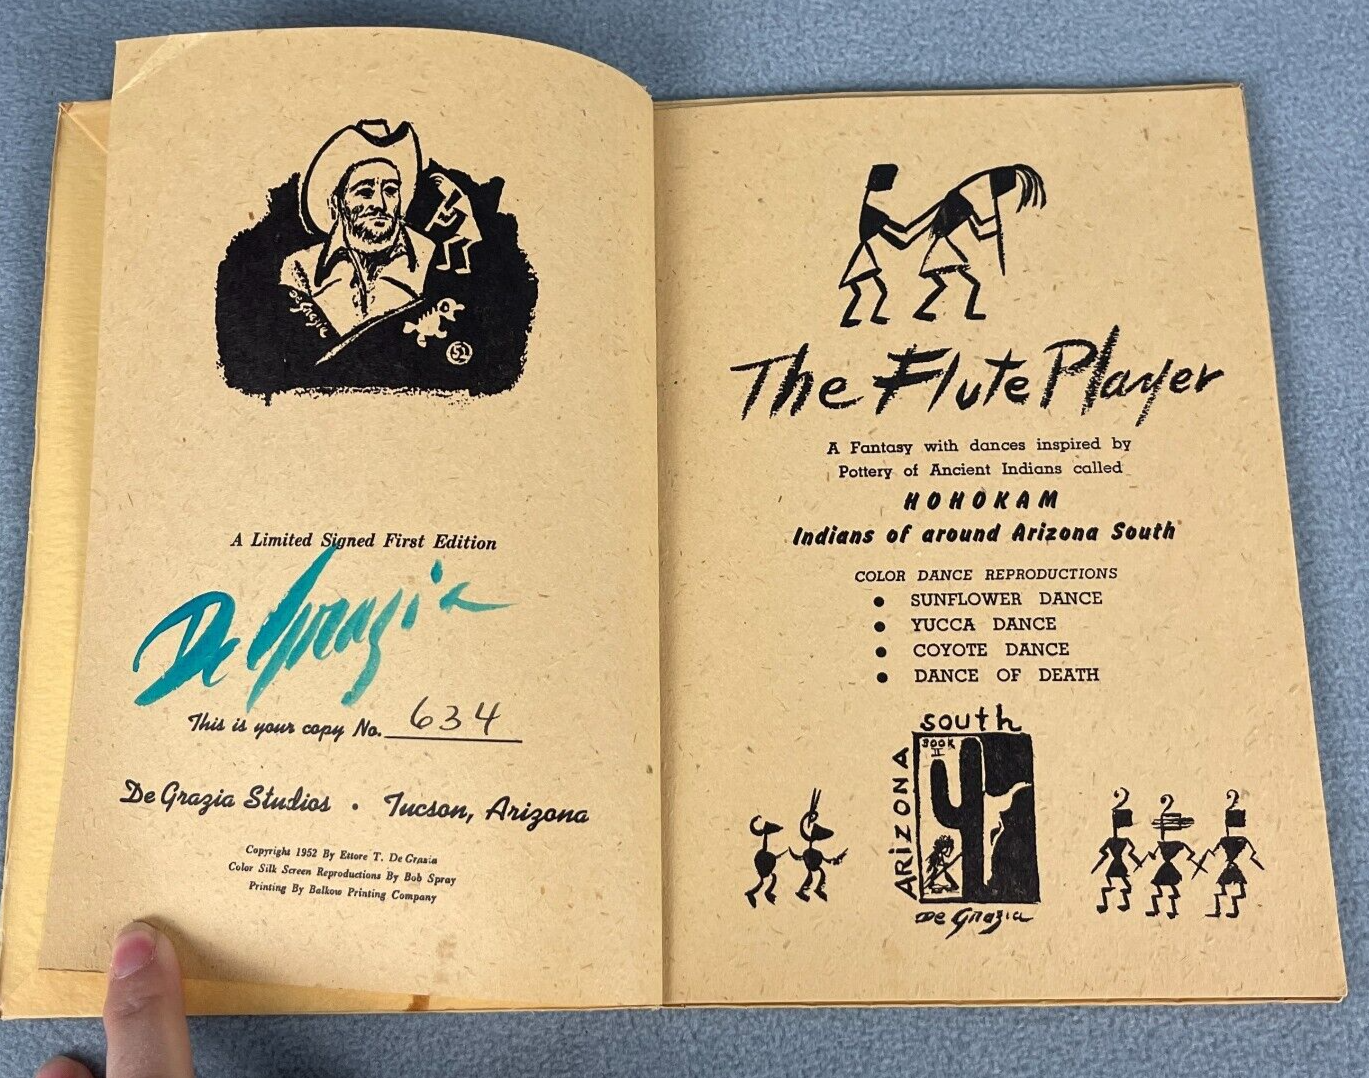 De Grazia
52
A Limited Signed First Edition
De Grazia
This is your copy No. 634
De Grazia Studios • Tucson, Arizona
Copyright 1952 By Ettore T. De Grazia
Color Silk Screen Reproductions By Bob Spray
Printing By Balkow Printing Company
The Flute Player
A Fantasy with dances inspired by
Pottery of Ancient Indians called
HOHOKAM
Indians of around Arizona South
COLOR DANCE REPRODUCTIONS
• SUNFLOWER DANCE
• YUCCA DANCE
• COYOTE DANCE
• DANCE OF DEATH
south
BOOK
II
ARIZONA
De Grazia